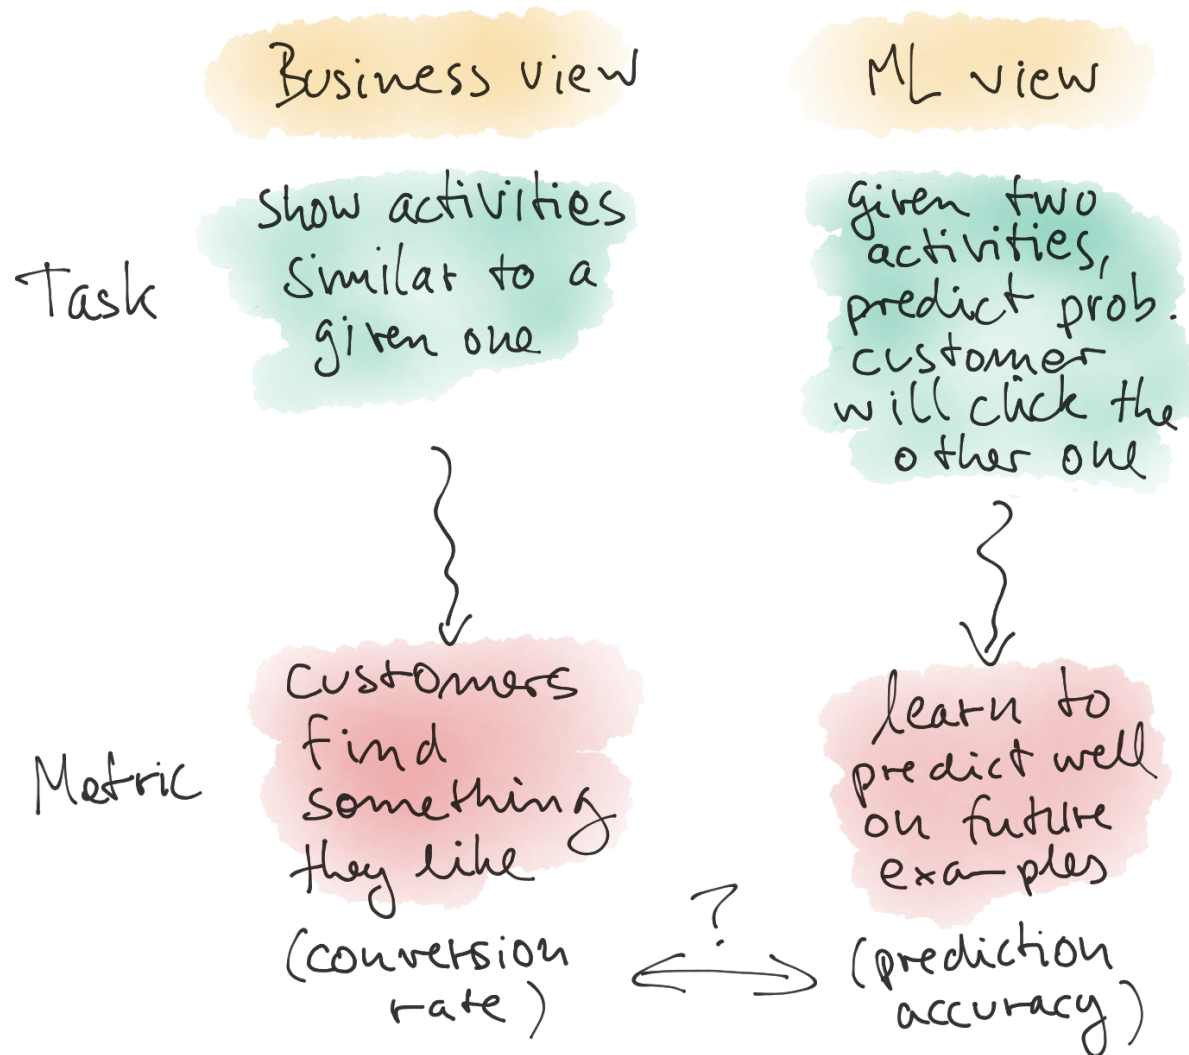 Business view
ML view
Task
show activities
similar to a
given one
given two
activities,
predict prob.
customer
will click the
other one
Metric
customers
find
something
they like
(conversion
rate)
?
learn to
predict well
on future
examples
(prediction
accuracy)